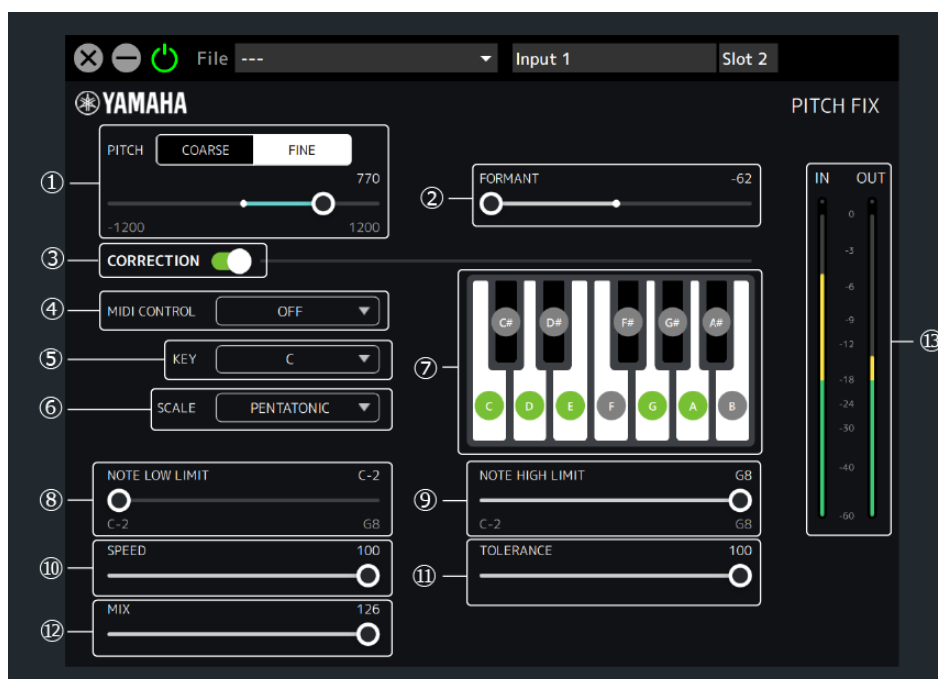 File --- Input 1 Slot 2
YAMAHA PITCH FIX
① PITCH COARSE FINE
770
-1200 1200
② FORMANT -62
③ CORRECTION
④ MIDI CONTROL OFF
⑤ KEY C
⑥ SCALE PENTATONIC
⑦
C# D# F# G# A#
C D E F G A B
⑧ NOTE LOW LIMIT C-2
C-2 G8
⑨ NOTE HIGH LIMIT G8
C-2 G8
⑩ SPEED 100
⑪ TOLERANCE 100
⑫ MIX 126
⑬
IN OUT
0
-3
-6
-9
-12
-18
-24
-30
-40
-60